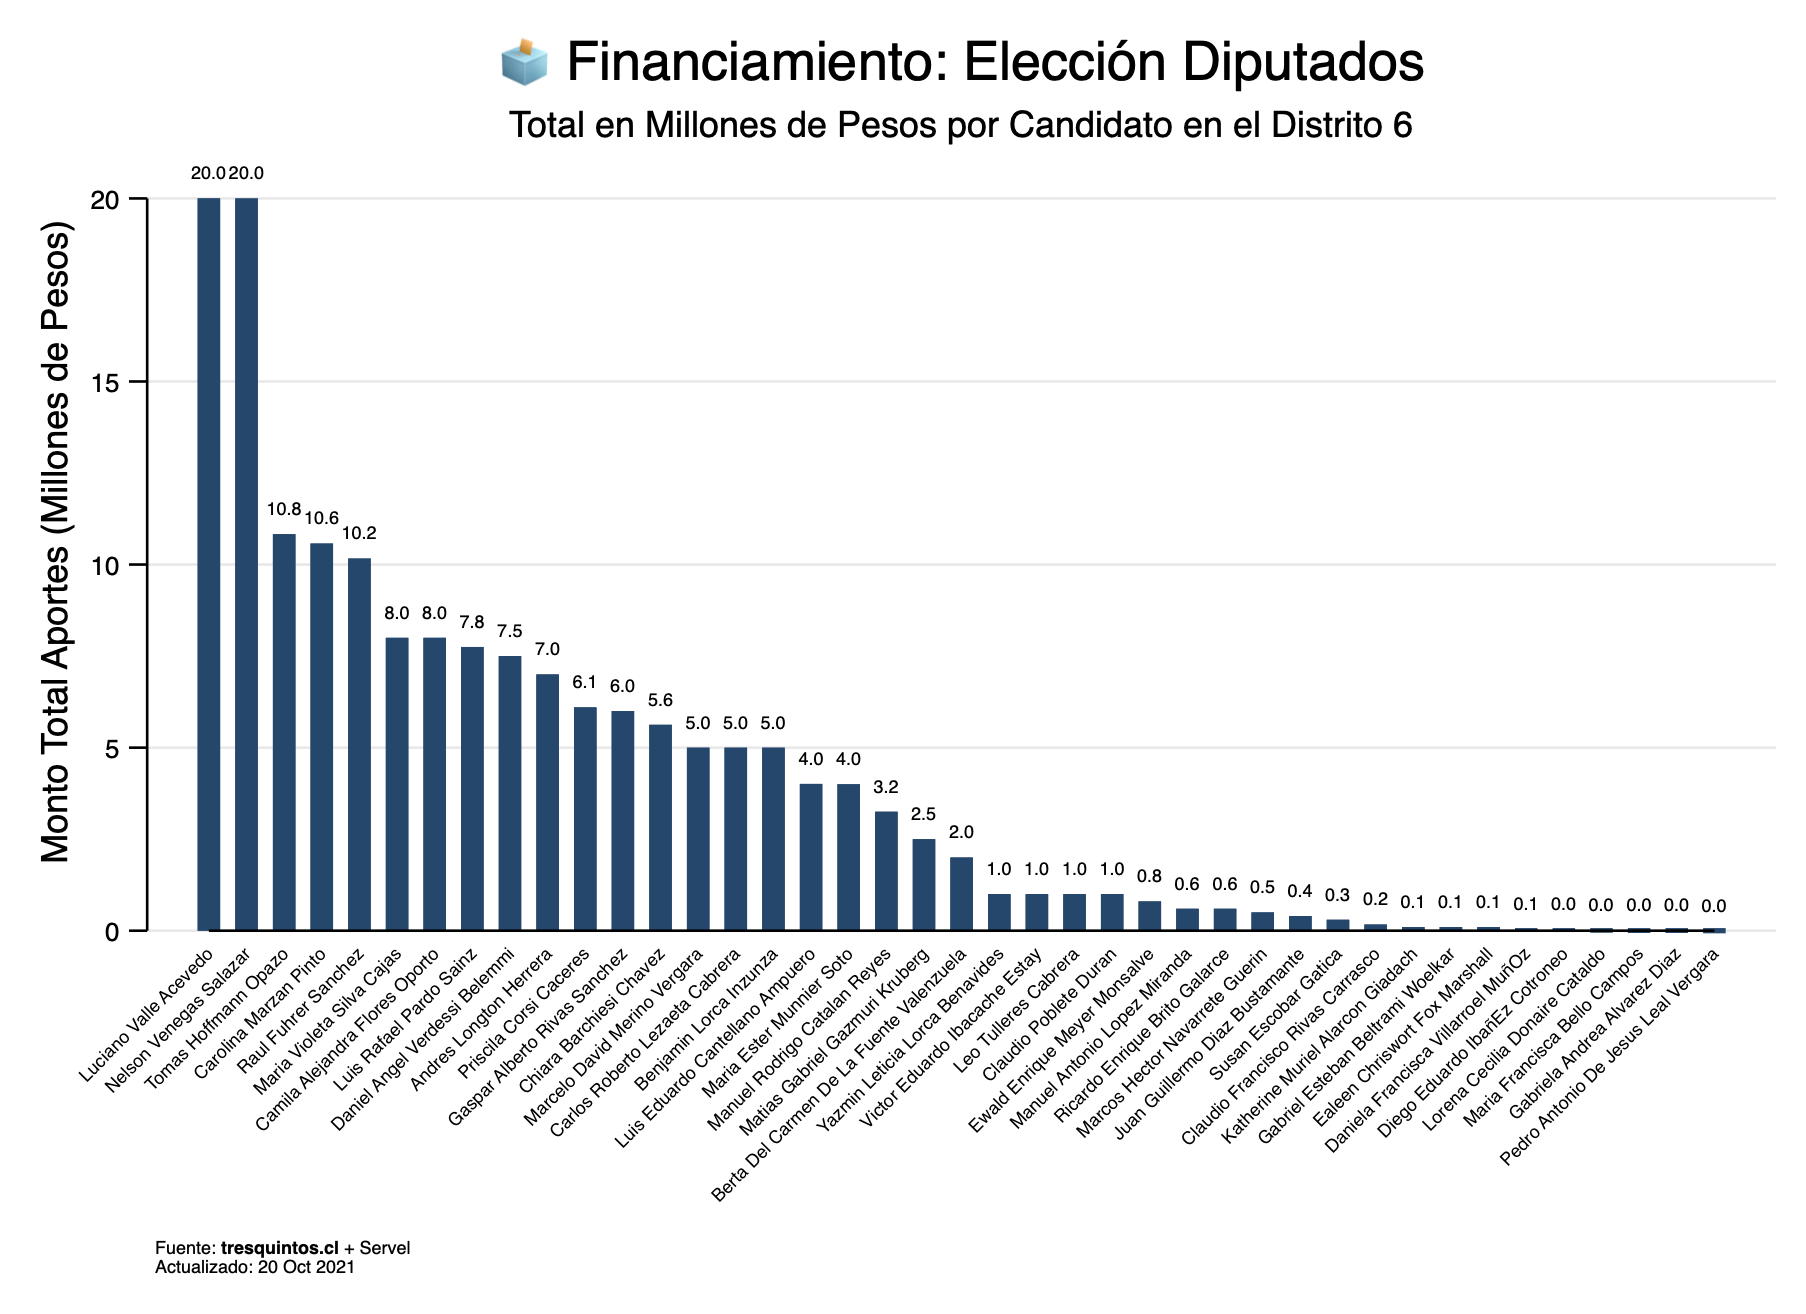 Financiamiento: Elección Diputados
Total en Millones de Pesos por Candidato en el Distrito 6
Monto Total Aportes (Millones de Pesos)
20
15
10
5
0
20.0
20.0
10.8
10.6
10.2
8.0
8.0
7.8
7.5
7.0
6.1
6.0
5.6
5.0
5.0
5.0
4.0
4.0
3.2
2.5
2.0
1.0
1.0
1.0
1.0
0.8
0.6
0.6
0.5
0.4
0.3
0.2
0.1
0.1
0.1
0.1
0.0
0.0
0.0
0.0
0.0
Luciano Valle Acevedo
Nelson Venegas Salazar
Tomas Hoffmann Opazo
Carolina Marzan Pinto
Raul Fuhrer Sanchez
Maria Violeta Silva Cajas
Camila Alejandra Flores Oporto
Luis Rafael Pardo Sainz
Daniel Angel Verdessi Belemmi
Andres Longton Herrera
Priscila Corsi Caceres
Gaspar Alberto Rivas Sanchez
Chiara Barchiesi Chavez
Marcelo David Merino Vergara
Carlos Roberto Lezaeta Cabrera
Benjamin Lorca Inzunza
Luis Eduardo Cantellano Ampuero
Maria Ester Munnier Soto
Manuel Rodrigo Catalan Reyes
Matias Gabriel Gazmuri Kruberg
Berta Del Carmen De La Fuente Valenzuela
Yazmin Leticia Lorca Benavides
Victor Eduardo Ibacache Estay
Leo Tulleres Cabrera
Claudio Poblete Duran
Ewald Enrique Meyer Monsalve
Manuel Antonio Lopez Miranda
Ricardo Enrique Brito Galarce
Marcos Hector Navarrete Guerin
Juan Guillermo Diaz Bustamante
Susan Escobar Gatica
Claudio Francisco Rivas Carrasco
Katherine Muriel Alarcon Giadach
Gabriel Esteban Beltrami Woelkar
Ealeen Chriswort Fox Marshall
Daniela Francisca Villarroel MuñOz
Diego Eduardo IbañEz Cotroneo
Lorena Cecilia Donaire Cataldo
Maria Francisca Bello Campos
Gabriela Andrea Alvarez Diaz
Pedro Antonio De Jesus Leal Vergara
Fuente: tresquintos.cl + Servel
Actualizado: 20 Oct 2021